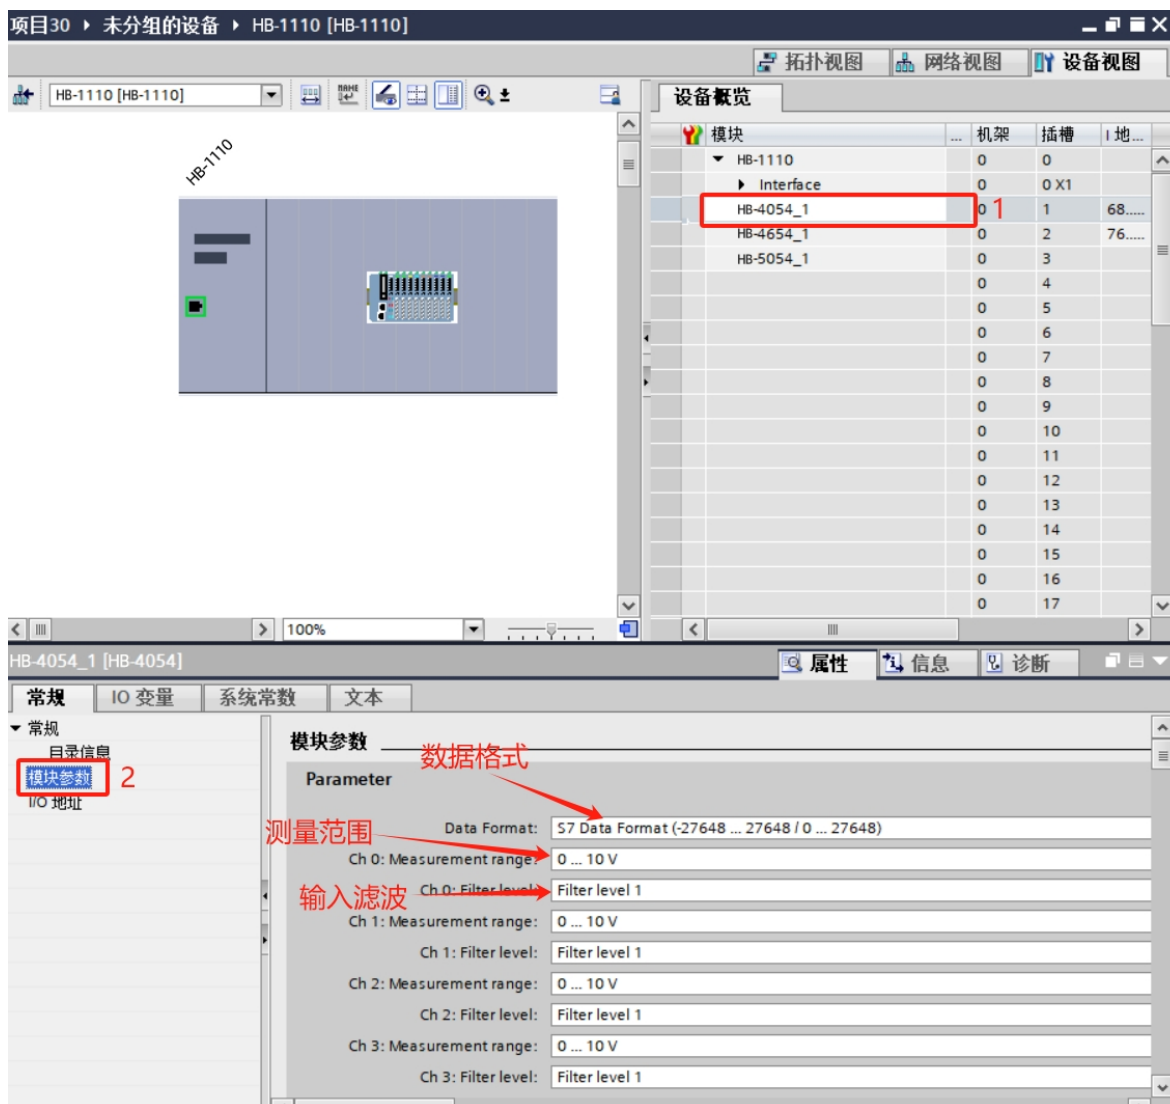 项目30 ▸ 未分组的设备 ▸ HB-1110 [HB-1110]
拓扑视图 网络视图 设备视图
HB-1110 [HB-1110]
设备概览
模块 ... 机架 插槽 I 地...
HB-1110 0 0
Interface 0 0 X1
HB-4054_1 0 1 68..... 1
HB-4654_1 0 2 76.....
HB-5054_1 0 3
0 4
0 5
0 6
0 7
0 8
0 9
0 10
0 11
0 12
0 13
0 14
0 15
0 16
0 17
HB-1110
100%
HB-4054_1 [HB-4054]
属性 信息 诊断
常规 IO 变量 系统常数 文本
常规
目录信息
模块参数 2
I/O 地址
模块参数
数据格式
Parameter
Data Format: S7 Data Format (-27648 ... 27648 / 0 ... 27648)
测量范围
Ch 0: Measurement range: 0 ... 10 V
输入滤波
Ch 0: Filter level: Filter level 1
Ch 1: Measurement range: 0 ... 10 V
Ch 1: Filter level: Filter level 1
Ch 2: Measurement range: 0 ... 10 V
Ch 2: Filter level: Filter level 1
Ch 3: Measurement range: 0 ... 10 V
Ch 3: Filter level: Filter level 1